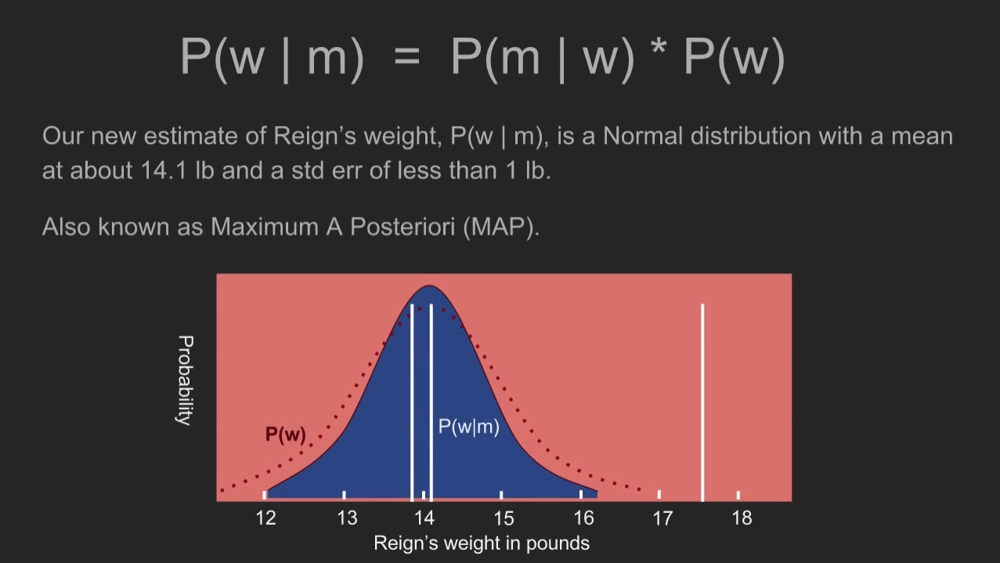 P(w | m) = P(m | w) * P(w)
Our new estimate of Reign’s weight, P(w | m), is a Normal distribution with a mean
at about 14.1 lb and a std err of less than 1 lb.
Also known as Maximum A Posteriori (MAP).
Probability
P(w)
P(w|m)
12 13 14 15 16 17 18
Reign’s weight in pounds